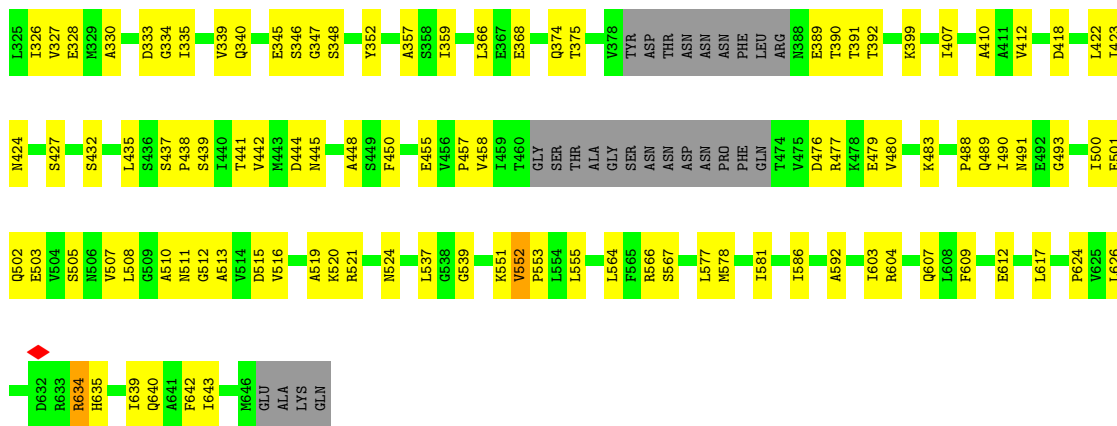 L325 I326 V327 E328 M329 A330 D333 G334 I335 V339 Q340 E345 S346 G347 S348 Y352 A357 S358 I359 L366 E367 E368 Q374 T375 V378 TYR ASP THR ASN ASN ASN PHE LEU ARG N388 E389 T390 T391 T392 K399 I407 A410 A411 V412 D418 L422
N424 S427 S432 L435 S436 S437 P438 S439 I440 T441 V442 M443 D444 N445 A448 S449 F450 E455 V456 P457 V458 I459 T460 GLY SER THR ALA GLY SER ASN ASN ASP ASN PRO PHE GLN T474 V475 D476 R477 K478 E479 V480 K483 P488 Q489 I490 N491 E492 G493 I500
Q502 E503 V504 S505 N506 V507 L508 G509 A510 N511 G512 A513 V514 D515 V516 A519 K520 R521 N524 L537 G538 G539 K551 V552 P553 L554 L555 L564 F565 R566 S567 L577 M578 I581 I586 A592 I603 R604 Q607 L608 F609 E612 L617 P624 V625
D632 R633 R634 H635 I639 Q640 A641 F642 I643 M646 GLU ALA LYS GLN